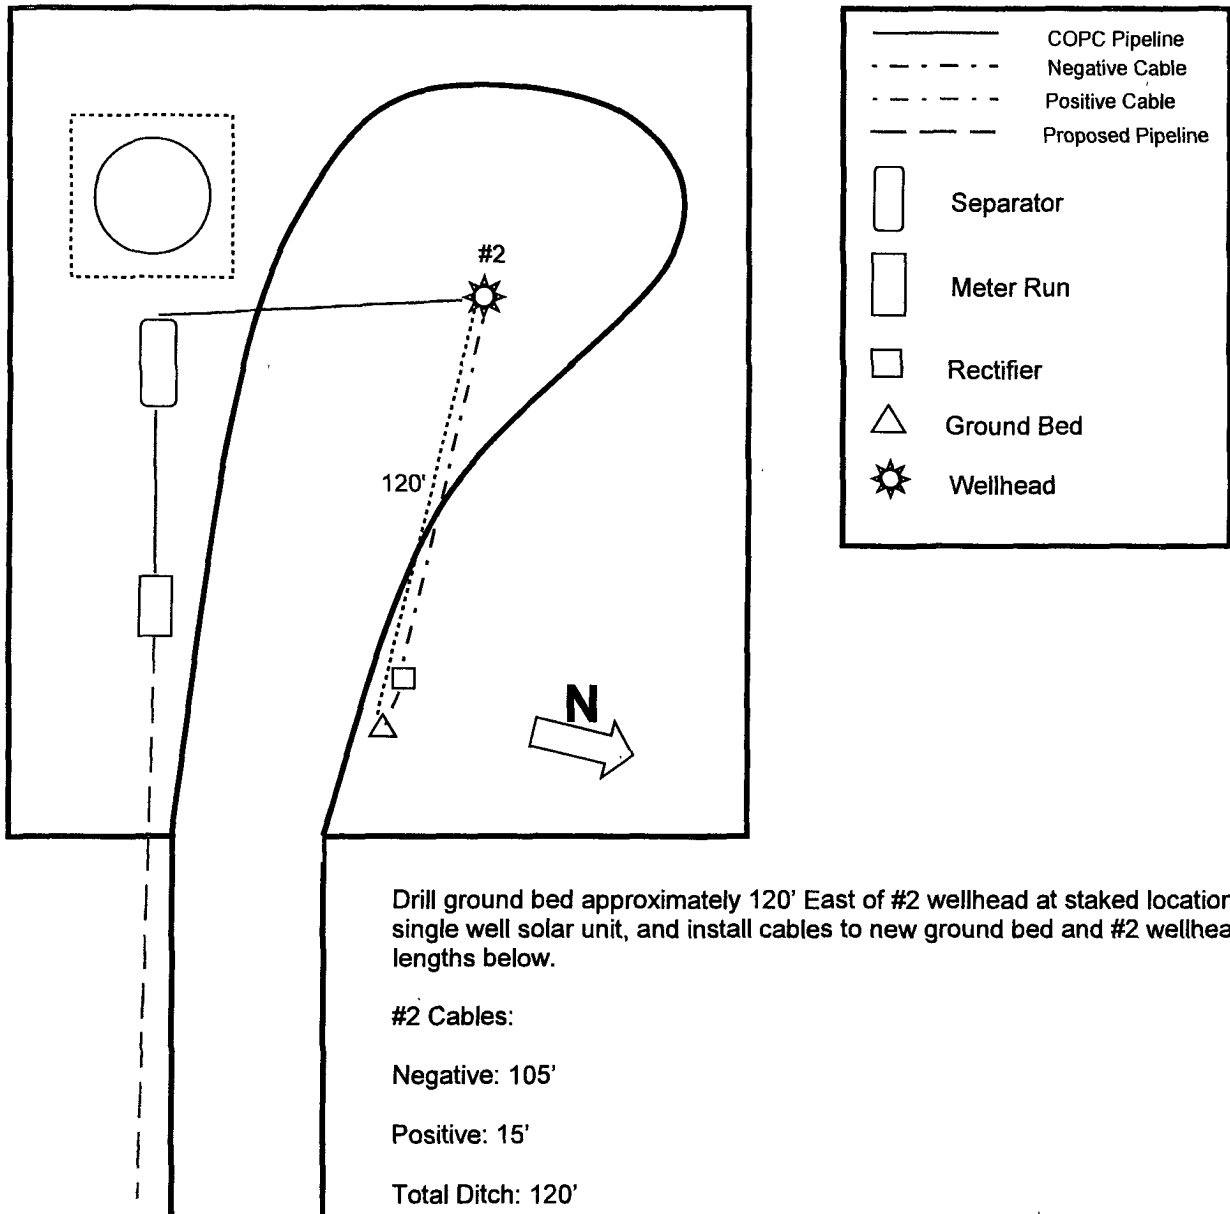 COPC Pipeline
Negative Cable
Positive Cable
Proposed Pipeline
Separator
Meter Run
Rectifier
Ground Bed
Wellhead
#2
120'
N
Drill ground bed approximately 120' East of #2 wellhead at staked location
single well solar unit, and install cables to new ground bed and #2 wellhea
lengths below.
#2 Cables:
Negative: 105'
Positive: 15'
Total Ditch: 120'